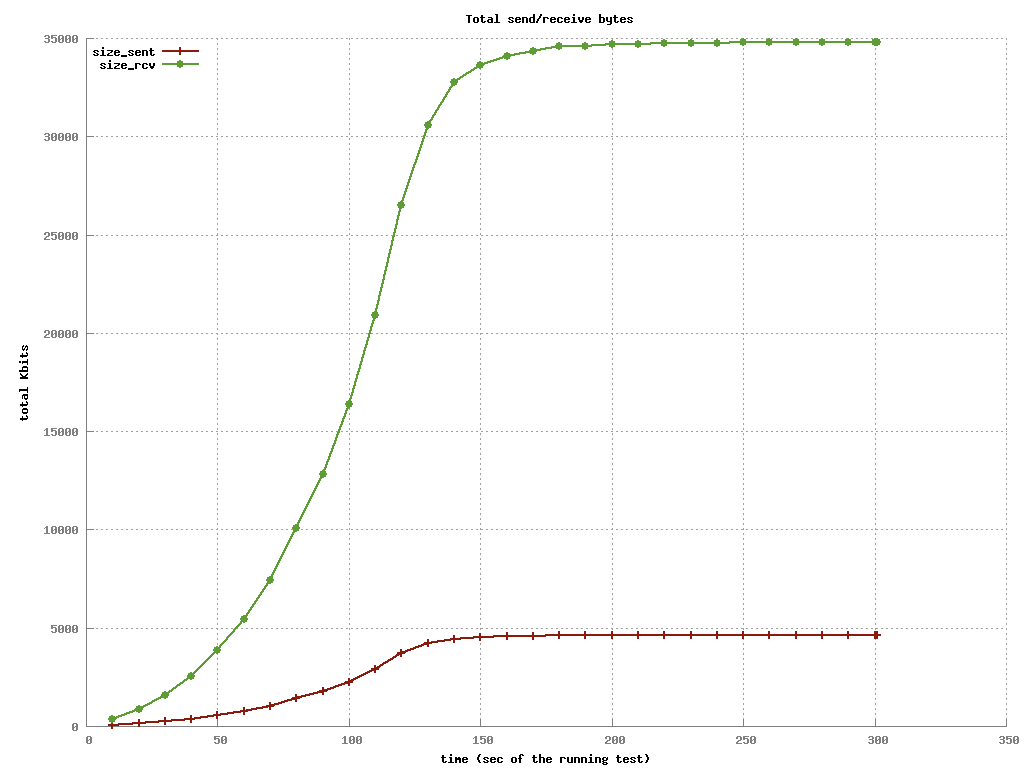 Total send/receive bytes
size_sent
size_rcv
35000
30000
25000
20000
15000
10000
5000
0
total Kbits
0 50 100 150 200 250 300 350
time (sec of the running test)